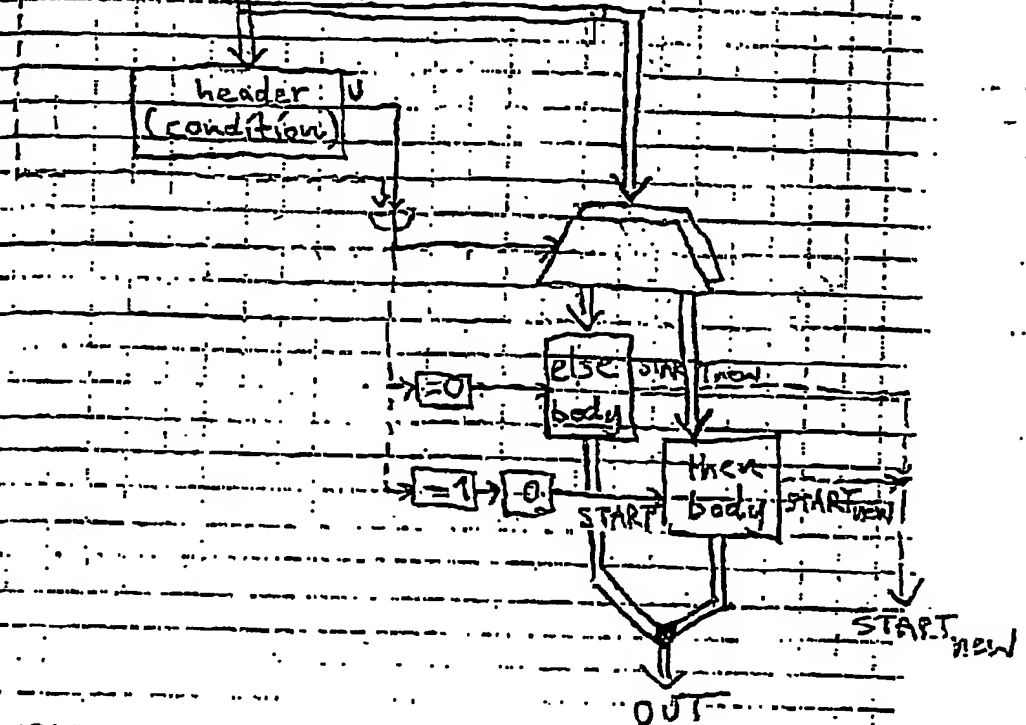 header U
(condition)
=0
else
body
START new
=1
0
START
then
body
START new
START new
OUT